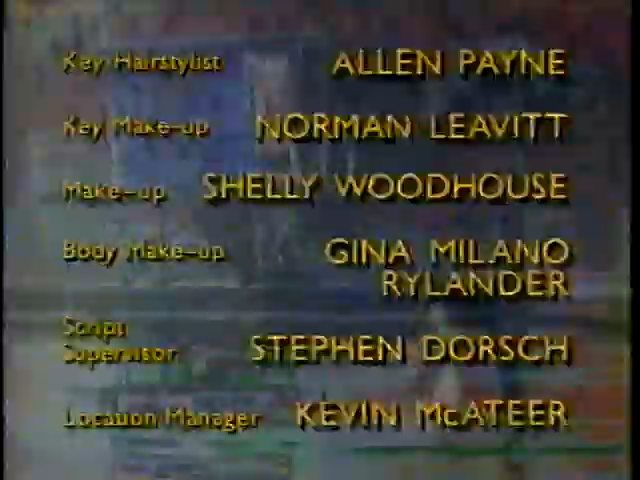 Key Hairstylist ALLEN PAYNE
Key Make-up NORMAN LEAVITT
Make-up SHELLY WOODHOUSE
Body Make-up GINA MILANO
RYLANDER
Script
Supervisor STEPHEN DORSCH
Location Manager KEVIN McATEER